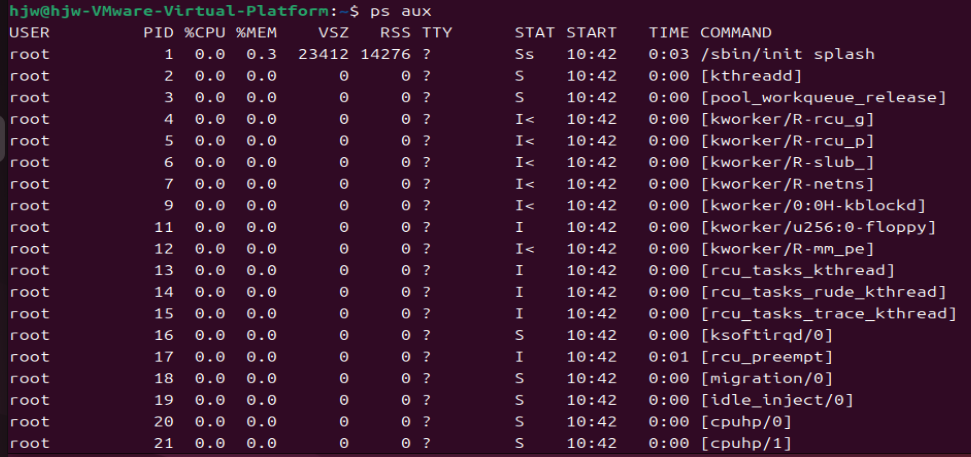 hjw@hjw-VMware-Virtual-Platform:~$ ps aux
USER PID %CPU %MEM VSZ RSS TTY STAT START TIME COMMAND
root 1 0.0 0.3 23412 14276 ? Ss 10:42 0:03 /sbin/init splash
root 2 0.0 0.0 0 0 ? S 10:42 0:00 [kthreadd]
root 3 0.0 0.0 0 0 ? S 10:42 0:00 [pool_workqueue_release]
root 4 0.0 0.0 0 0 ? I< 10:42 0:00 [kworker/R-rcu_g]
root 5 0.0 0.0 0 0 ? I< 10:42 0:00 [kworker/R-rcu_p]
root 6 0.0 0.0 0 0 ? I< 10:42 0:00 [kworker/R-slub_]
root 7 0.0 0.0 0 0 ? I< 10:42 0:00 [kworker/R-netns]
root 9 0.0 0.0 0 0 ? I< 10:42 0:00 [kworker/0:0H-kblockd]
root 11 0.0 0.0 0 0 ? I 10:42 0:00 [kworker/u256:0-floppy]
root 12 0.0 0.0 0 0 ? I< 10:42 0:00 [kworker/R-mm_pe]
root 13 0.0 0.0 0 0 ? I 10:42 0:00 [rcu_tasks_kthread]
root 14 0.0 0.0 0 0 ? I 10:42 0:00 [rcu_tasks_rude_kthread]
root 15 0.0 0.0 0 0 ? I 10:42 0:00 [rcu_tasks_trace_kthread]
root 16 0.0 0.0 0 0 ? S 10:42 0:00 [ksoftirqd/0]
root 17 0.0 0.0 0 0 ? I 10:42 0:01 [rcu_preempt]
root 18 0.0 0.0 0 0 ? S 10:42 0:00 [migration/0]
root 19 0.0 0.0 0 0 ? S 10:42 0:00 [idle_inject/0]
root 20 0.0 0.0 0 0 ? S 10:42 0:00 [cpuhp/0]
root 21 0.0 0.0 0 0 ? S 10:42 0:00 [cpuhp/1]